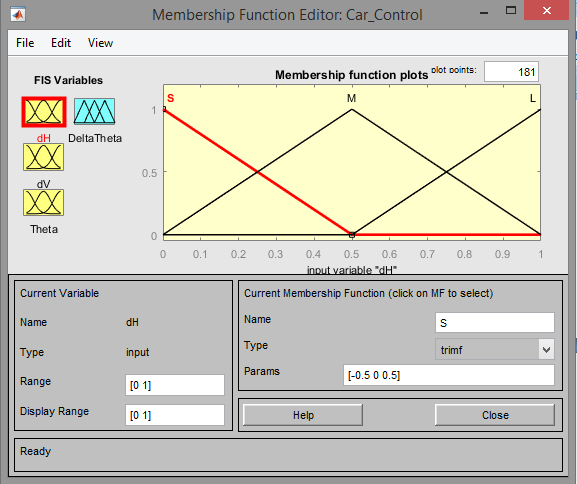 Membership Function Editor: Car_Control
File Edit View
FIS Variables
dH
DeltaTheta
dV
Theta
Membership function plots
plot points:
181
S
M
L
1
0.5
0
0 0.1 0.2 0.3 0.4 0.5 0.6 0.7 0.8 0.9 1
input variable "dH"
Current Variable
Name dH
Type input
Range [0 1]
Display Range [0 1]
Current Membership Function (click on MF to select)
Name S
Type trimf
Params [-0.5 0 0.5]
Help Close
Ready